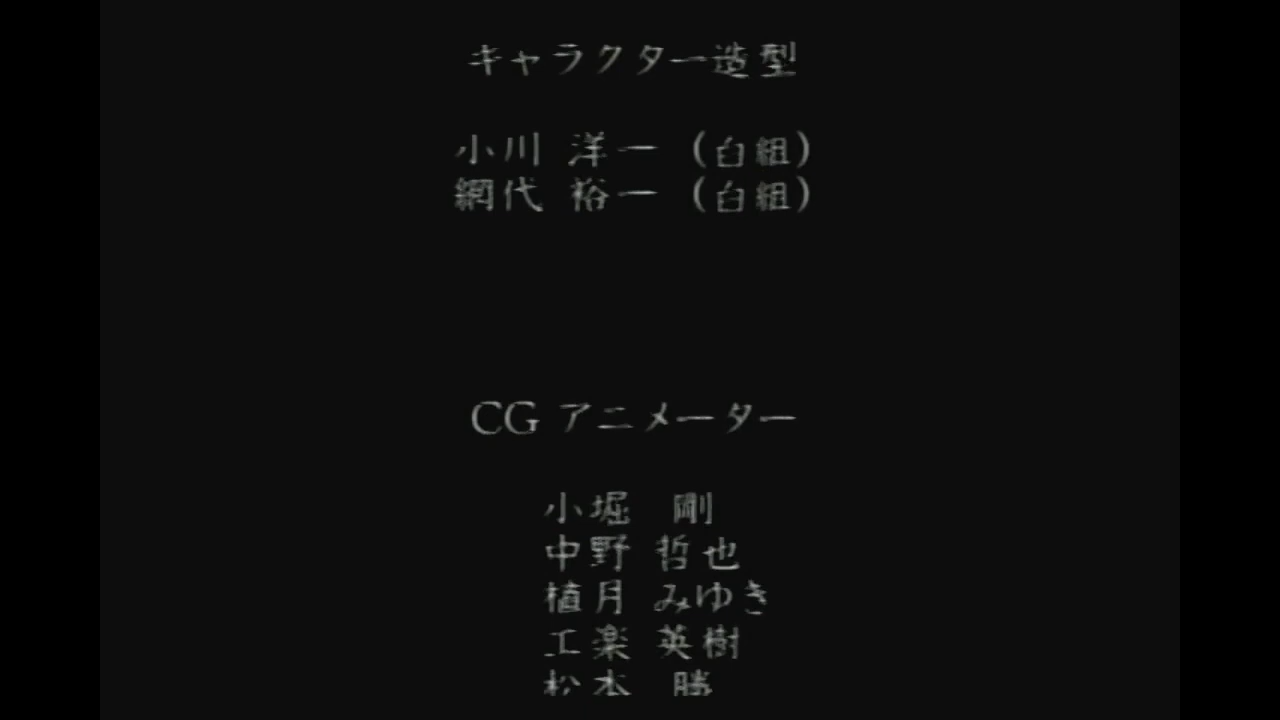 キャラクター造型
小川 洋一 (白組)
網代 裕一 (白組)
CG アニメーター
小堀 剛
中野 哲也
植月 みゆき
工楽 英樹
松本 勝